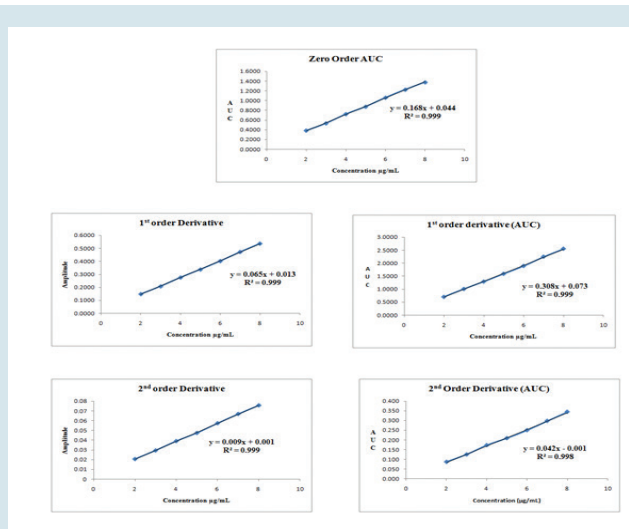 Zero Order AUC
1.6000
1.4000
1.2000
1.0000
0.8000
0.6000
0.4000
0.2000
0.0000
A
U
C
y = 0.168x + 0.044
R² = 0.999
0 2 4 6 8 10
Concentration µg/mL
1st order Derivative
0.6000
0.5000
0.4000
0.3000
0.2000
0.1000
0.0000
Amplitude
y = 0.065x + 0.013
R² = 0.999
0 2 4 6 8 10
Concentration µg/mL
1st order derivative (AUC)
3.0000
2.5000
2.0000
1.5000
1.0000
0.5000
0.0000
A
U
C
y = 0.308x + 0.073
R² = 0.999
0 2 4 6 8 10
Concentration µg/mL
2nd order Derivative
0.08
0.07
0.06
0.05
0.04
0.03
0.02
0.01
0
Amplitude
y = 0.009x + 0.001
R² = 0.999
0 2 4 6 8 10
Concentration µg/mL
2nd Order Derivative (AUC)
0.400
0.350
0.300
0.250
0.200
0.150
0.100
0.050
0.000
A
U
C
y = 0.042x - 0.001
R² = 0.998
0 2 4 6 8 10
Concentration [µg/mL]